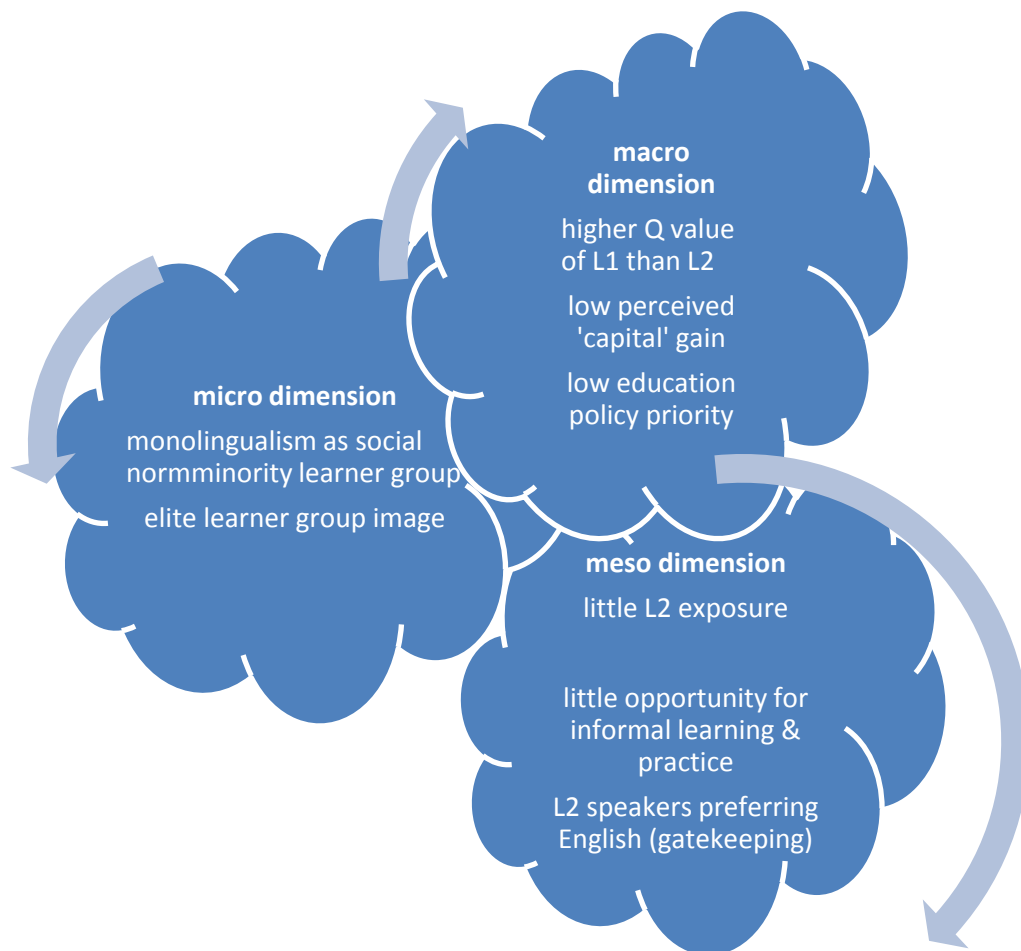 macro
dimension
higher Q value
of L1 than L2
low perceived
'capital' gain
low education
policy priority
micro dimension
monolingualism as social
normminority learner group
elite learner group image
meso dimension
little L2 exposure
little opportunity for
informal learning &
practice
L2 speakers preferring
English (gatekeeping)